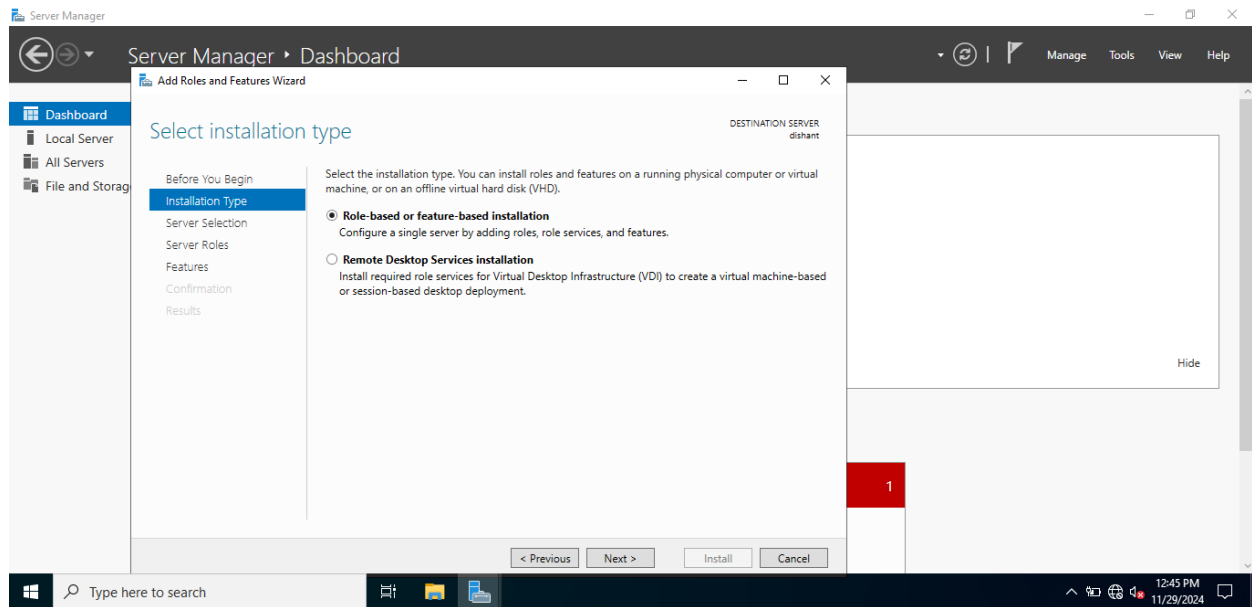 Server Manager
Server Manager ‣ Dashboard
Manage Tools View Help
Add Roles and Features Wizard
Dashboard
Local Server
All Servers
File and Storag
Select installation type
DESTINATION SERVER
dishant
Before You Begin
Installation Type
Server Selection
Server Roles
Features
Confirmation
Results
Select the installation type. You can install roles and features on a running physical computer or virtual
machine, or on an offline virtual hard disk (VHD).
Role-based or feature-based installation
Configure a single server by adding roles, role services, and features.
Remote Desktop Services installation
Install required role services for Virtual Desktop Infrastructure (VDI) to create a virtual machine-based
or session-based desktop deployment.
Hide
1
< Previous Next > Install Cancel
Type here to search
12:45 PM
11/29/2024